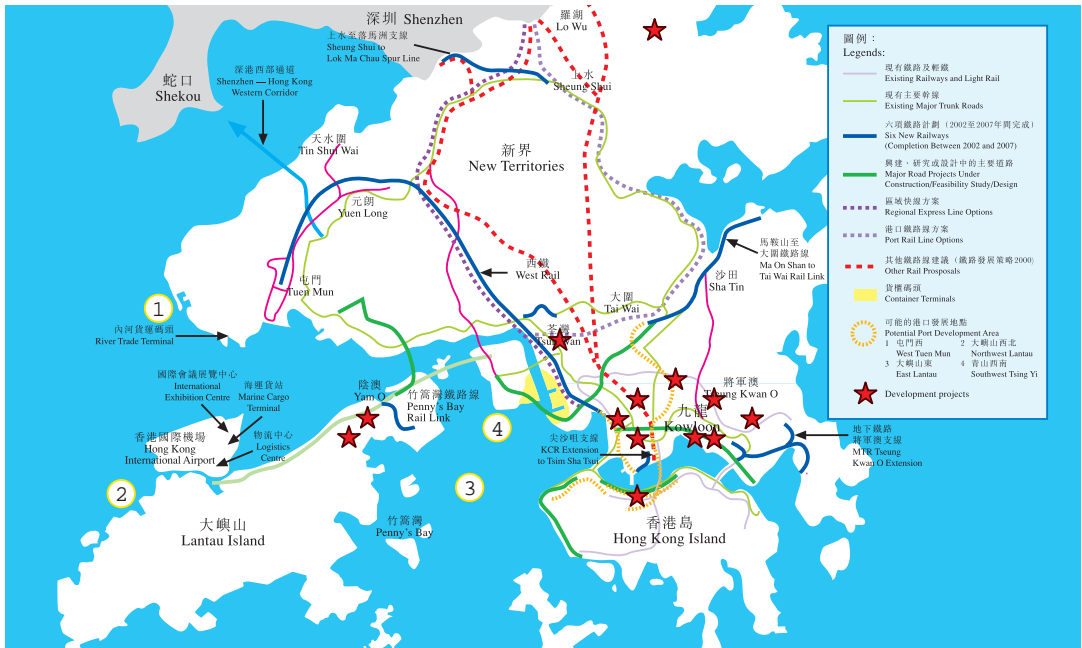 深圳 Shenzhen
羅湖
Lo Wu
上水至落馬洲支線
Sheung Shui to
Lok Ma Chau Spur Line
蛇口
Shekou
深港西部通道
Shenzhen — Hong Kong
Western Corridor
上水
Sheung Shui
天水圍
Tin Shui Wai
新界
New Territories
元朗
Yuen Long
西鐵
West Rail
馬鞍山至
大圍鐵路線
Ma On Shan to
Tai Wai Rail Link
沙田
Sha Tin
屯門
Tuen Mun
大圍
Tai Wai
1
內河貨運碼頭
River Trade Terminal
荃灣
Tsuen Wan
國際會議展覽中心
International
Exhibition Centre
海運貨站
Marine Cargo
Terminal
陰澳
Yam O
竹篙灣鐵路線
Penny's Bay
Rail Link
將軍澳
Tseung Kwan O
九龍
Kowloon
4
香港國際機場
Hong Kong
International Airport
物流中心
Logistics
Centre
尖沙咀支線
KCR Extension
to Tsim Sha Tsui
地下鐵路
將軍澳支線
MTR Tseung
Kwan O Extension
2
3
大嶼山
Lantau Island
竹篙灣
Penny's Bay
香港島
Hong Kong Island
圖例：
Legends:
現有鐵路及輕鐵
Existing Railways and Light Rail
現有主要幹線
Existing Major Trunk Roads
六項鐵路計劃（2002至2007年間完成）
Six New Railways
(Completion Between 2002 and 2007)
興建，研究或設計中的主要道路
Major Road Projects Under
Construction/Feasibility Study/Design
區域快線方案
Regional Express Line Options
港口鐵路線方案
Port Rail Line Options
其他鐵路線建議（鐵路發展策略2000）
Other Rail Prosposals
貨櫃碼頭
Container Terminals
可能的港口發展地點
Potential Port Development Area
1 屯門西 2 大嶼山西北
West Tuen Mun Northwest Lantau
3 大嶼山東 4 青山西南
East Lantau Southwest Tsing Yi
Development projects